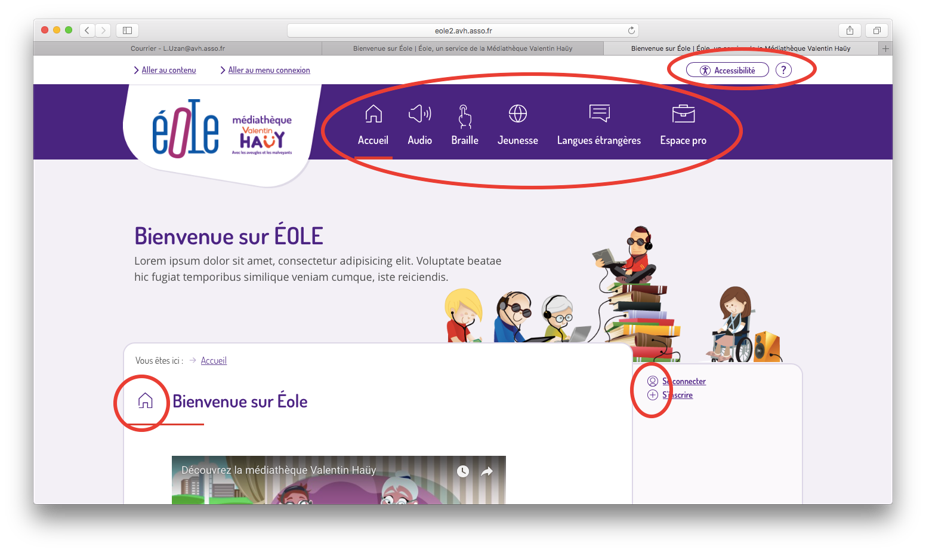 eole2.avh.asso.fr
Courrier - L.Uzan@avh.asso.fr
Bienvenue sur Éole | Éole, un service de la Médiathèque Valentin Haüy
Bienvenue sur Éole | Éole, un service de la Médiathèque Valentin Haüy
Aller au contenu
Aller au menu connexion
Accessibilité
?
éOLe
médiathèque
Valentin
HAÜY
Avec les aveugles et les malvoyants
Accueil
Audio
Braille
Jeunesse
Langues étrangères
Espace pro
Bienvenue sur ÉOLE
Lorem ipsum dolor sit amet, consectetur adipisicing elit. Voluptate beatae
hic fugiat temporibus similique veniam cumque, iste reiciendis.
Vous êtes ici : → Accueil
Bienvenue sur Éole
Se connecter
S'inscrire
Découvrez la médiathèque Valentin Haüy